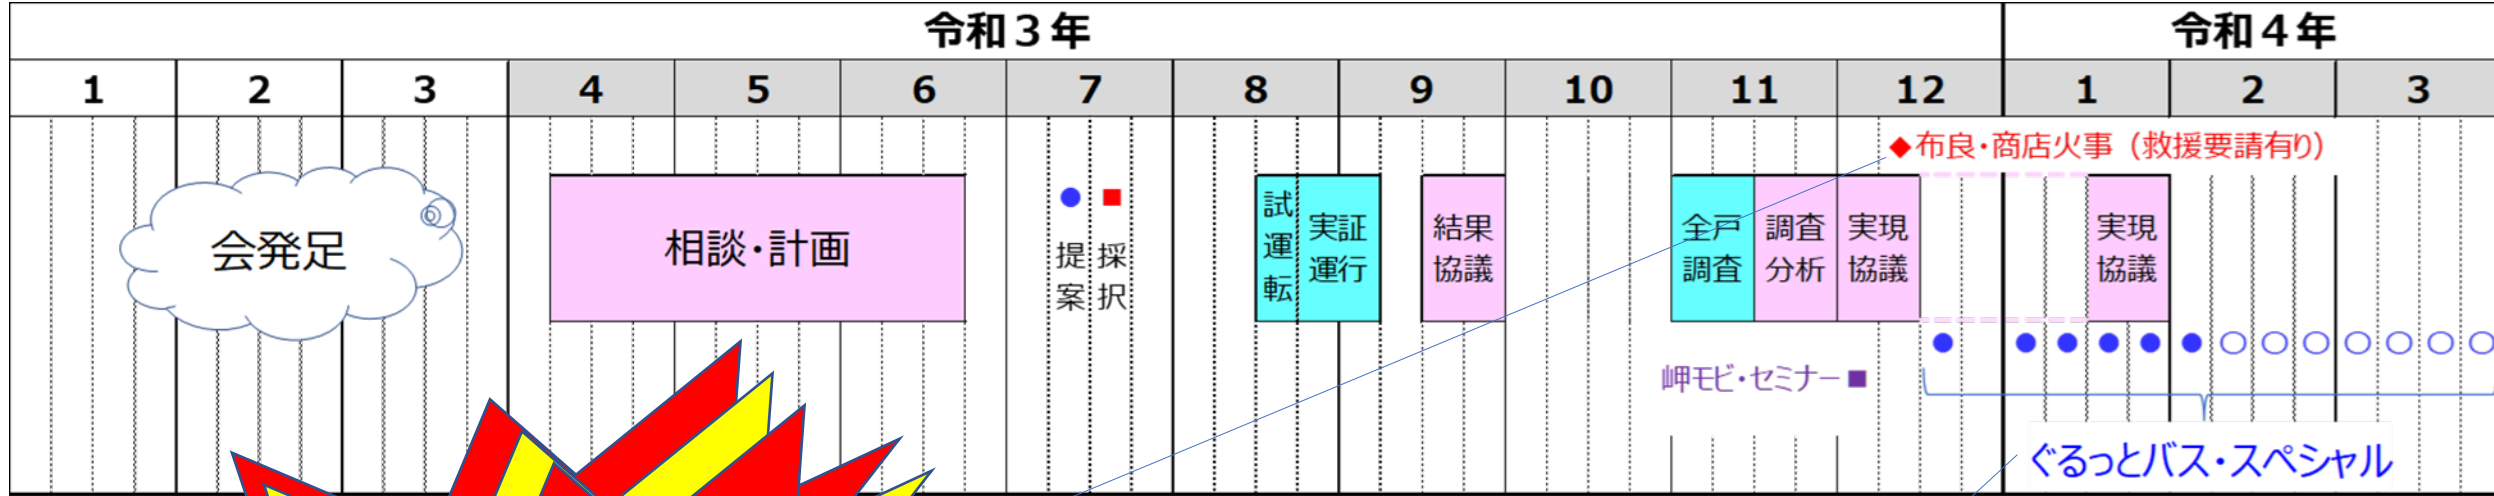 令和３年
令和４年
1 2 3 4 5 6 7 8 9 10 11 12 1 2 3
◆布良・商店火事（救援要請有り）
会発足
相談・計画
●
提案
■
採択
試運転
実証
運行
結果
協議
全戸
調査
調査
分析
実現
協議
実現
協議
● ● ● ● ● ● ○ ○ ○ ○ ○ ○ ○
岬モビ・セミナー■
ぐるっとバス・スペシャル